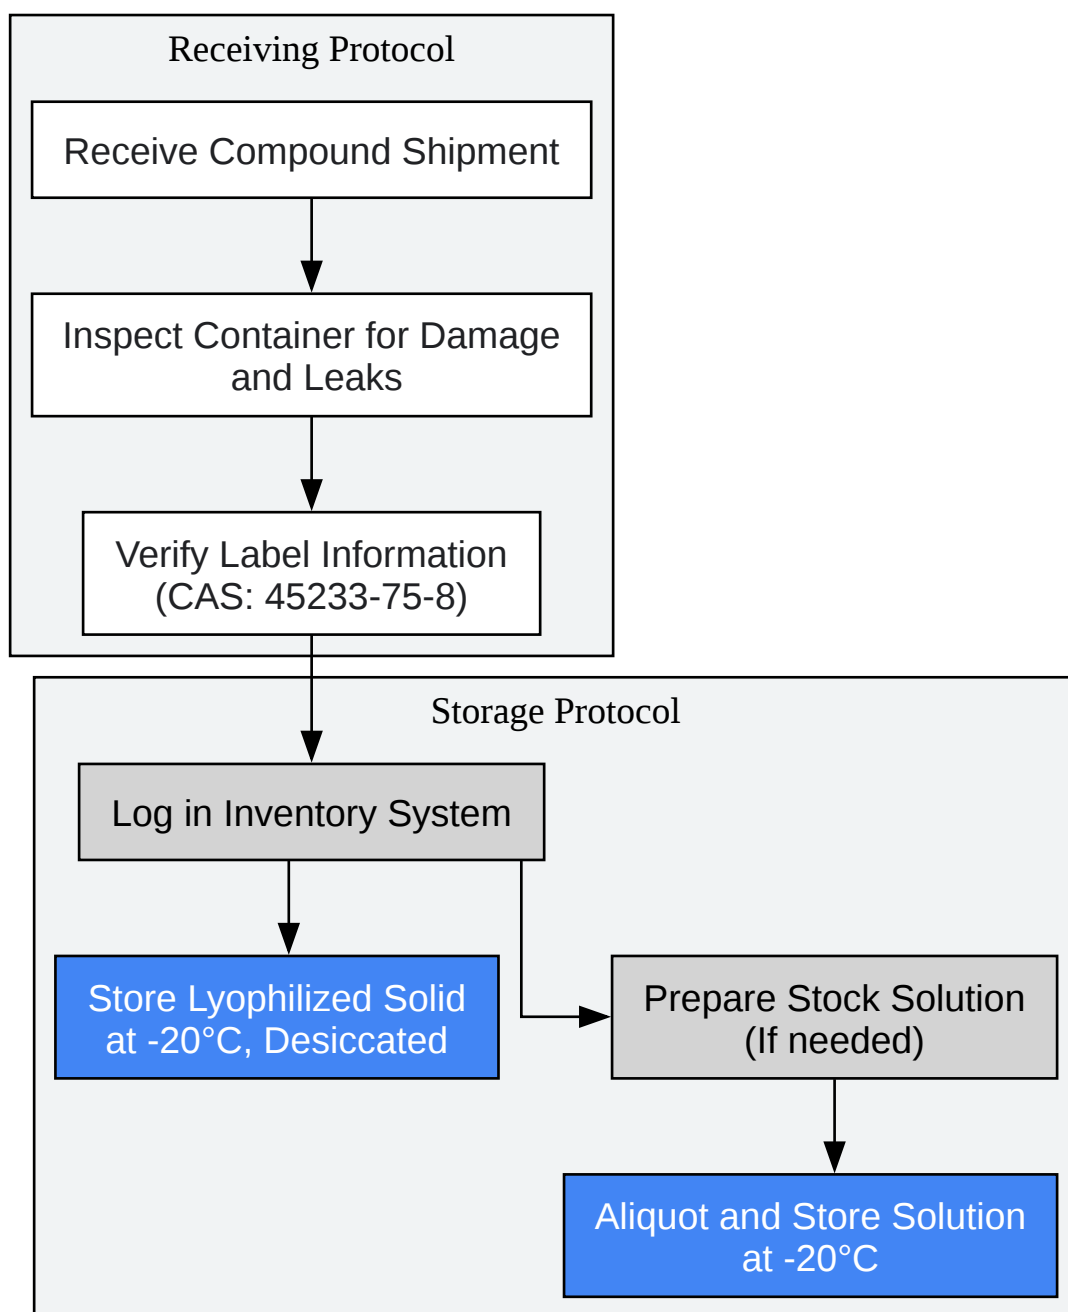 Receiving Protocol
Receive Compound Shipment
Inspect Container for Damage
and Leaks
Verify Label Information
(CAS: 45233-75-8)
Storage Protocol
Log in Inventory System
Store Lyophilized Solid
at -20°C, Desiccated
Prepare Stock Solution
(If needed)
Aliquot and Store Solution
at -20°C